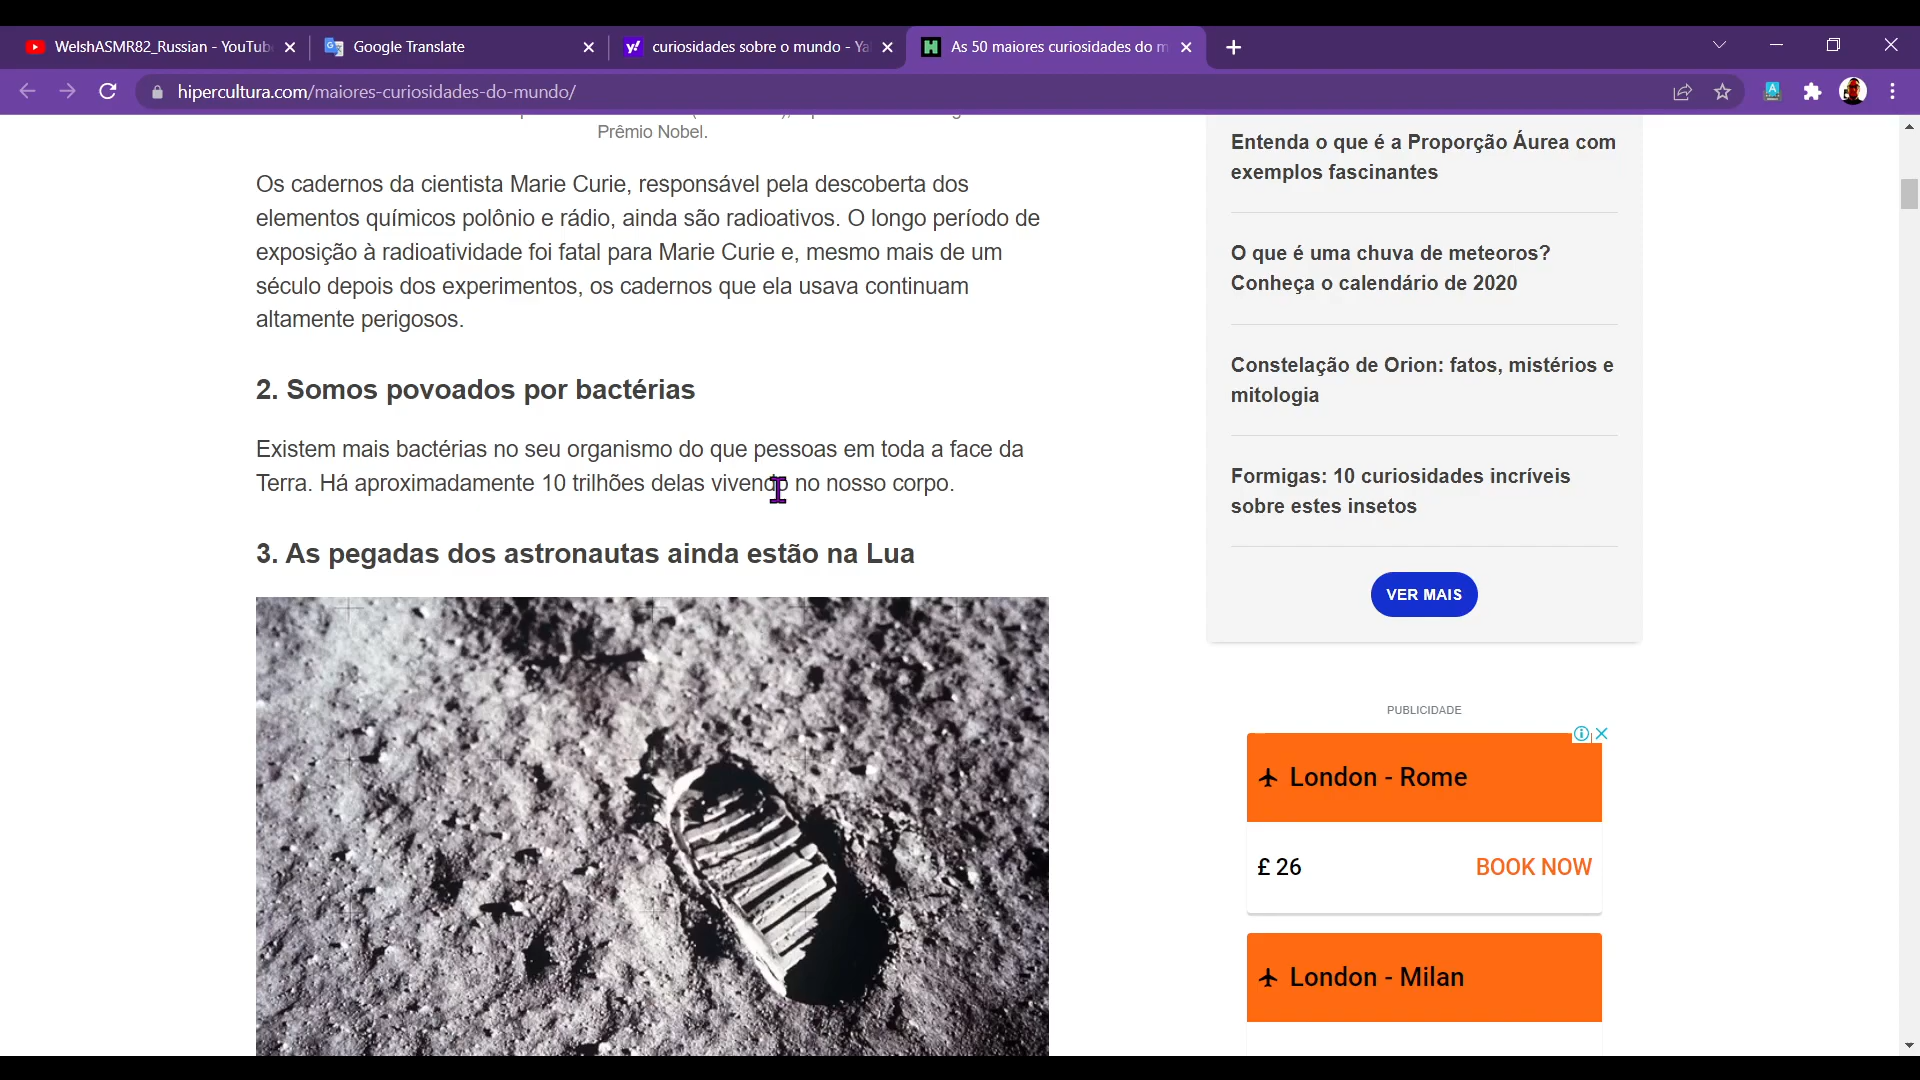 WelshASMR82_Russian - YouTub
Google Translate
curiosidades sobre o mundo - Ya
As 50 maiores curiosidades do m
hipercultura.com/maiores-curiosidades-do-mundo/
Prêmio Nobel.
Os cadernos da cientista Marie Curie, responsável pela descoberta dos
elementos químicos polônio e rádio, ainda são radioativos. O longo período de
exposição à radioatividade foi fatal para Marie Curie e, mesmo mais de um
século depois dos experimentos, os cadernos que ela usava continuam
altamente perigosos.
2. Somos povoados por bactérias
Existem mais bactérias no seu organismo do que pessoas em toda a face da
Terra. Há aproximadamente 10 trilhões delas vivendo no nosso corpo.
3. As pegadas dos astronautas ainda estão na Lua
Entenda o que é a Proporção Áurea com
exemplos fascinantes
O que é uma chuva de meteoros?
Conheça o calendário de 2020
Constelação de Orion: fatos, mistérios e
mitologia
Formigas: 10 curiosidades incríveis
sobre estes insetos
VER MAIS
PUBLICIDADE
London - Rome
£ 26
BOOK NOW
London - Milan